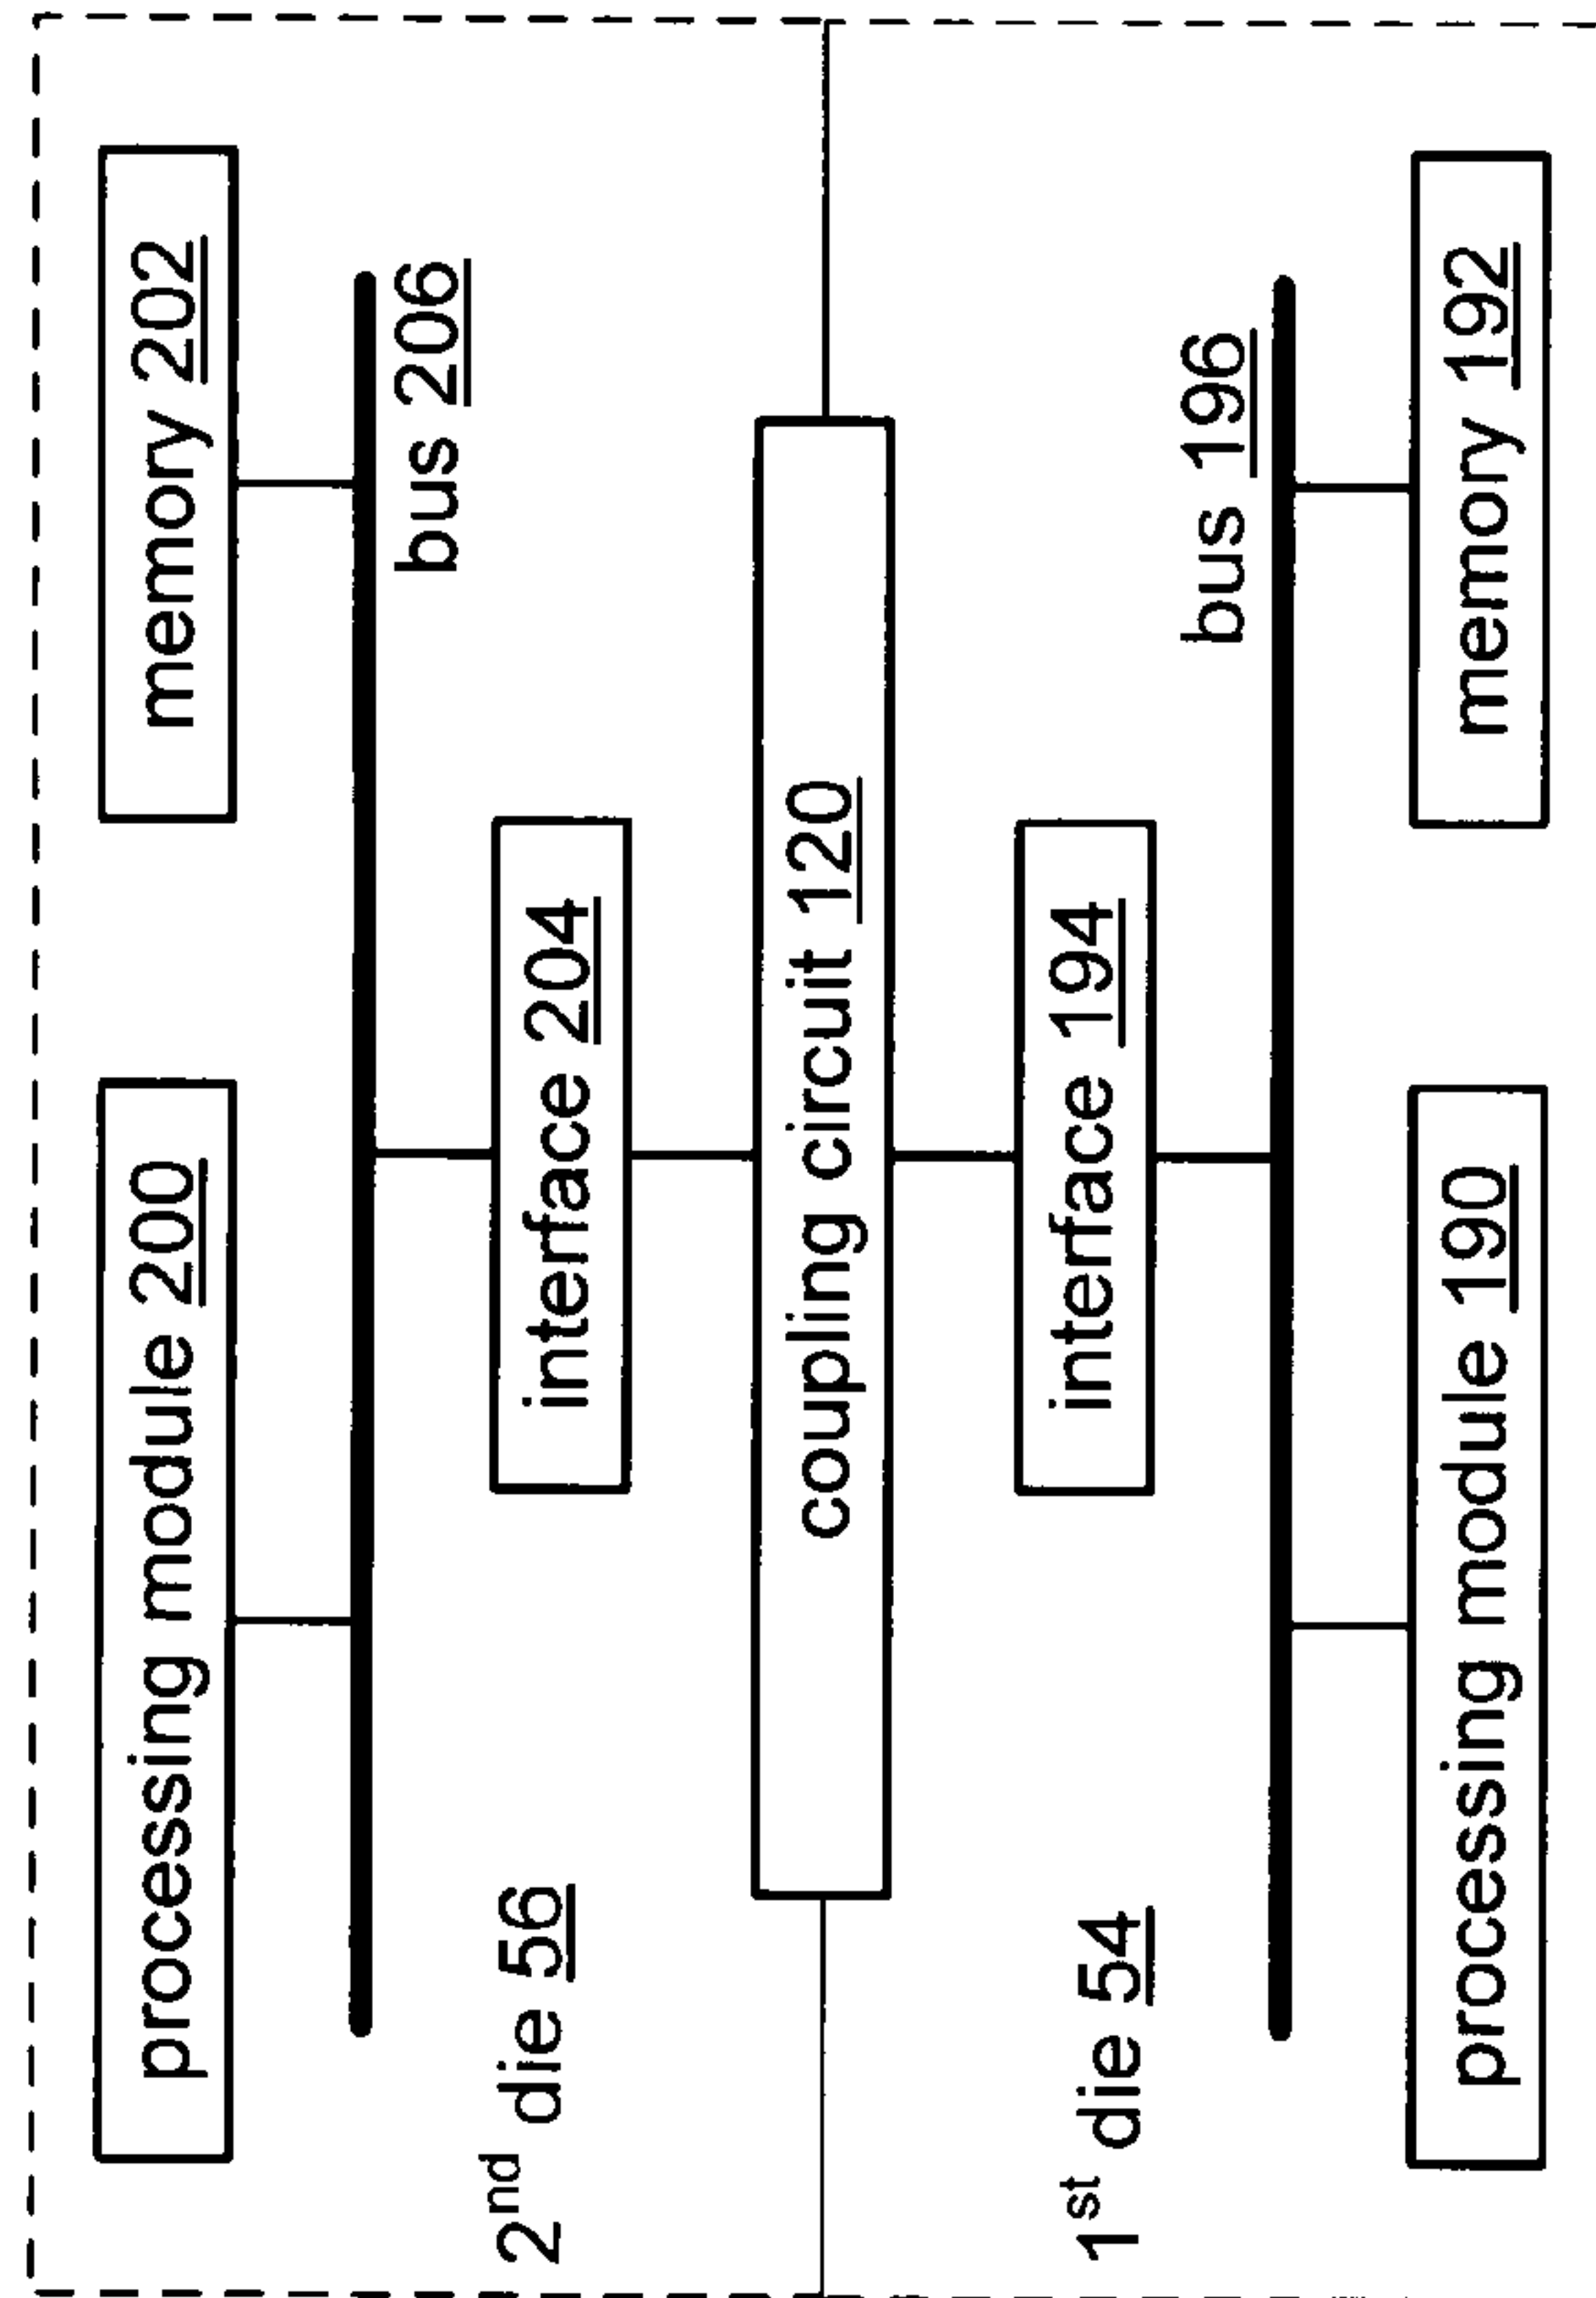 processing module 200
memory 202
bus 206
2nd die 56
interface 204
coupling circuit 120
1st die 54
interface 194
bus 196
processing module 190
memory 192